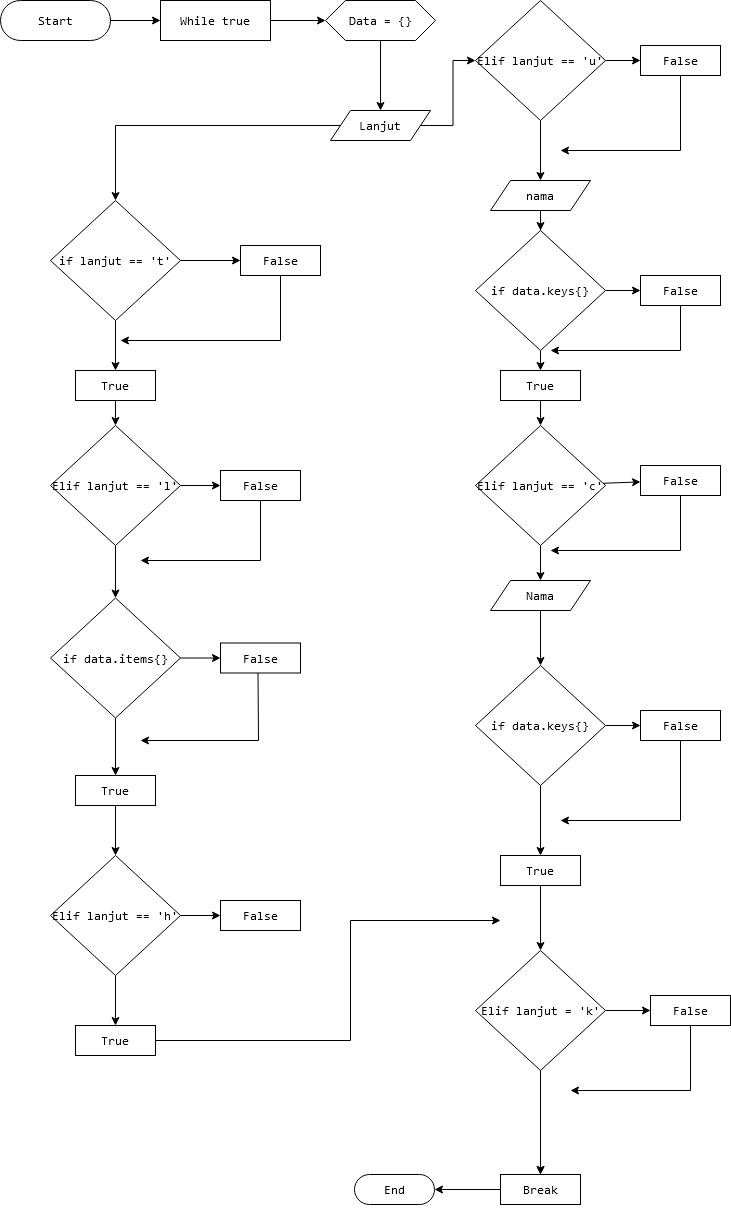 Start
While true
Data = {}
Lanjut
if lanjut == 't'
False
True
Elif lanjut == 'l'
False
if data.items{}
False
True
Elif lanjut == 'h'
False
True
Elif lanjut == 'u'
False
nama
if data.keys{}
False
True
Elif lanjut == 'c'
False
Nama
if data.keys{}
False
True
Elif lanjut = 'k'
False
Break
End